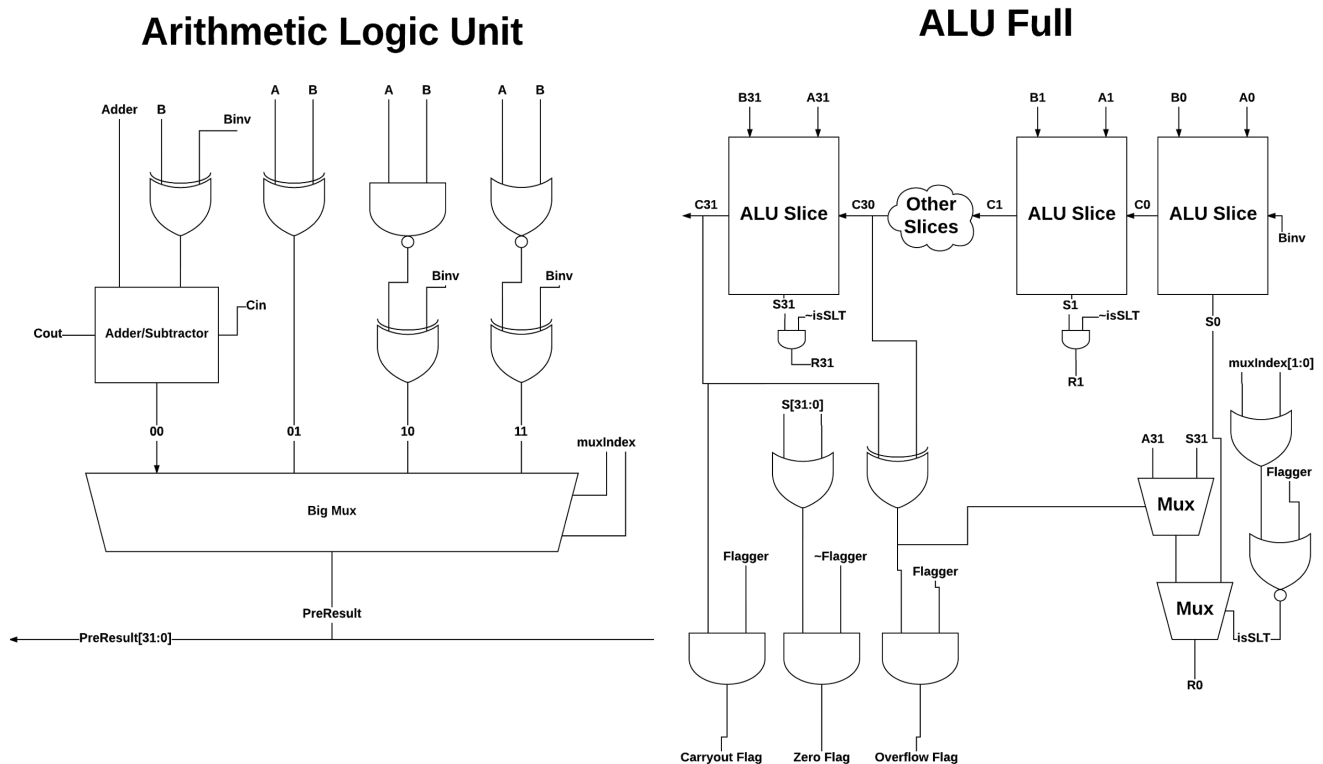 Arithmetic Logic Unit
Adder
B
Binv
A
B
A
B
A
B
Binv
Binv
Cin
Cout
Adder/Subtractor
00
01
10
11
muxIndex
Big Mux
PreResult
PreResult[31:0]
ALU Full
B31
A31
B1
A1
B0
A0
C31
ALU Slice
C30
Other
Slices
C1
ALU Slice
C0
ALU Slice
Binv
S31
~isSLT
R31
S1
~isSLT
R1
S0
muxIndex[1:0]
S[31:0]
A31
S31
Flagger
Mux
Flagger
~Flagger
Flagger
Mux
isSLT
R0
Carryout Flag
Zero Flag
Overflow Flag